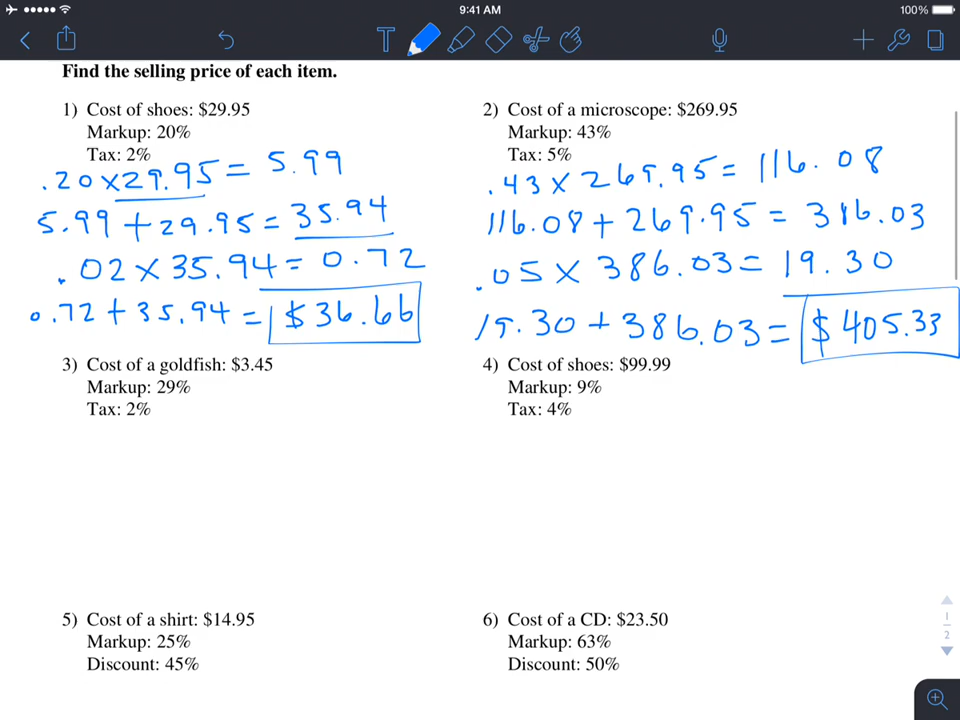 9:41 AM
100%
T
Find the selling price of each item.
1) Cost of shoes: $29.95
Markup: 20%
Tax: 2%
.20 x 29.95 = 5.99
5.99 + 29.95 = 35.94
.02 x 35.94 = 0.72
0.72 + 35.94 = $36.66
2) Cost of a microscope: $269.95
Markup: 43%
Tax: 5%
.43 x 269.95 = 116.08
116.08 + 269.95 = 386.03
.05 x 386.03 = 19.30
19.30 + 386.03 = $405.33
3) Cost of a goldfish: $3.45
Markup: 29%
Tax: 2%
4) Cost of shoes: $99.99
Markup: 9%
Tax: 4%
5) Cost of a shirt: $14.95
Markup: 25%
Discount: 45%
6) Cost of a CD: $23.50
Markup: 63%
Discount: 50%
1
2